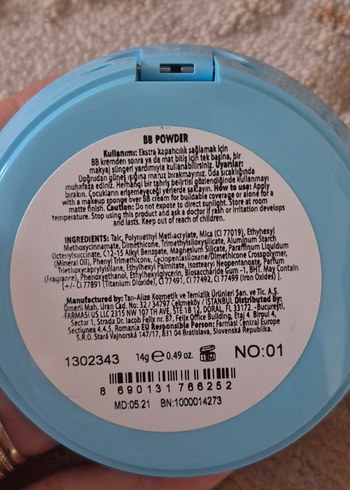 BB POWDER
Kullanımı: Ekstra kapatıcılık sağlamak için
BB kremden sonra ya da mat bitiş için tek başına, bir
makyaj süngeri yardımıyla kullanabilirsiniz. Uyarılar:
Doğrudan güneş ışığına maruz bırakmayınız. Oda sıcaklığında
muhafaza ediniz. Herhangi bir tahriş belirtisi gözlendiğinde kullanmayı
bırakın. Çocukların erişemeyeceği yerlerde saklayın. How to use: Apply
with a makeup sponge over BB cream for buildable coverage or alone for a
matte finish. Caution: Do not expose to direct sunlight. Store at room
temperature. Stop using this product and ask a doctor if rash or irritation develops
and lasts. Keep out of reach of children.
INGREDIENTS: Talc, Polymethyl Methacrylate, Mica (CI 77019), Ethylhexyl
Methoxycinnamate, Dimethicone, Trimethylsiloxysilicate, Aluminum Starch
Octenylsuccinate, C12-15 Alkyl Benzoate, Magnesium Stearate, Paraffinum Liquidum
(Mineral Oil), Phenyl Trimethicone, Cyclopentasiloxane/Dimethicone Crosspolymer,
Triethoxycaprylylsilane, Ethylhexyl Palmitate, Isostearyl Neopentanoate, Parfum
(Fragrance), Phenoxyethanol, Ethylhexylglycerin, Biosaccharide Gum -1, BHT. May Contain
[+/- CI 77891 (Titanium Dioxide), CI 77491, CI 77492, CI 77499 (Iron Oxides) ].
Manufactured by: Tan-Alize Kozmetik ve Temizlik Ürünleri San. ve Tic. A.Ş.
Ömerli Mah. Uran Cad. No: 32/ 34797 Çekmeköy / İSTANBUL Distributed by:
FARMASI US LLC 2315 NW 107 TH AVE, STE 1B 12, DORAL, FL. 33172. - București,
Sector 1, Strada Dr. Iacob Felix nr. 87, Felix Office Building, Etaj 4, Biroul
Secțiunea 4.4.5, Romania EU Responsible Person: Farmasi Central Europe
S.R.O. Stará Vajnorská 147/17, 831 04 Bratislava, Slovenská Republika.
1302343 14g ℮ 0.49 oz. NO:01
8 690131 766252
MD:05.21 BN:1000014273